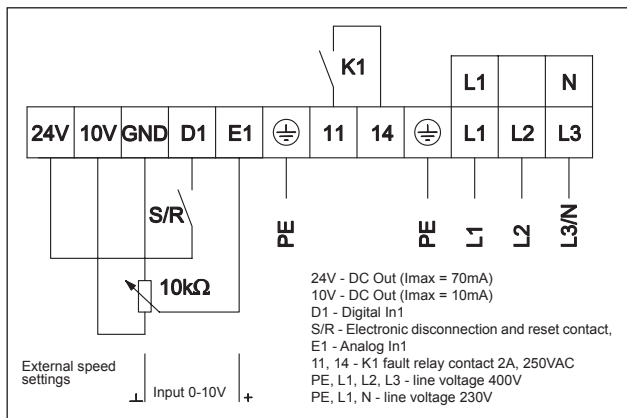 K1
L1 N
24V 10V GND D1 E1 11 14 L1 L2 L3
S/R
PE PE L1 L2 L3/N
10kΩ
24V - DC Out (Imax = 70mA)
10V - DC Out (Imax = 10mA)
D1 - Digital In1
S/R - Electronic disconnection and reset contact,
E1 - Analog In1
11, 14 - K1 fault relay contact 2A, 250VAC
PE, L1, L2, L3 - line voltage 400V
PE, L1, N - line voltage 230V
External speed
settings
⊥ Input 0-10V +